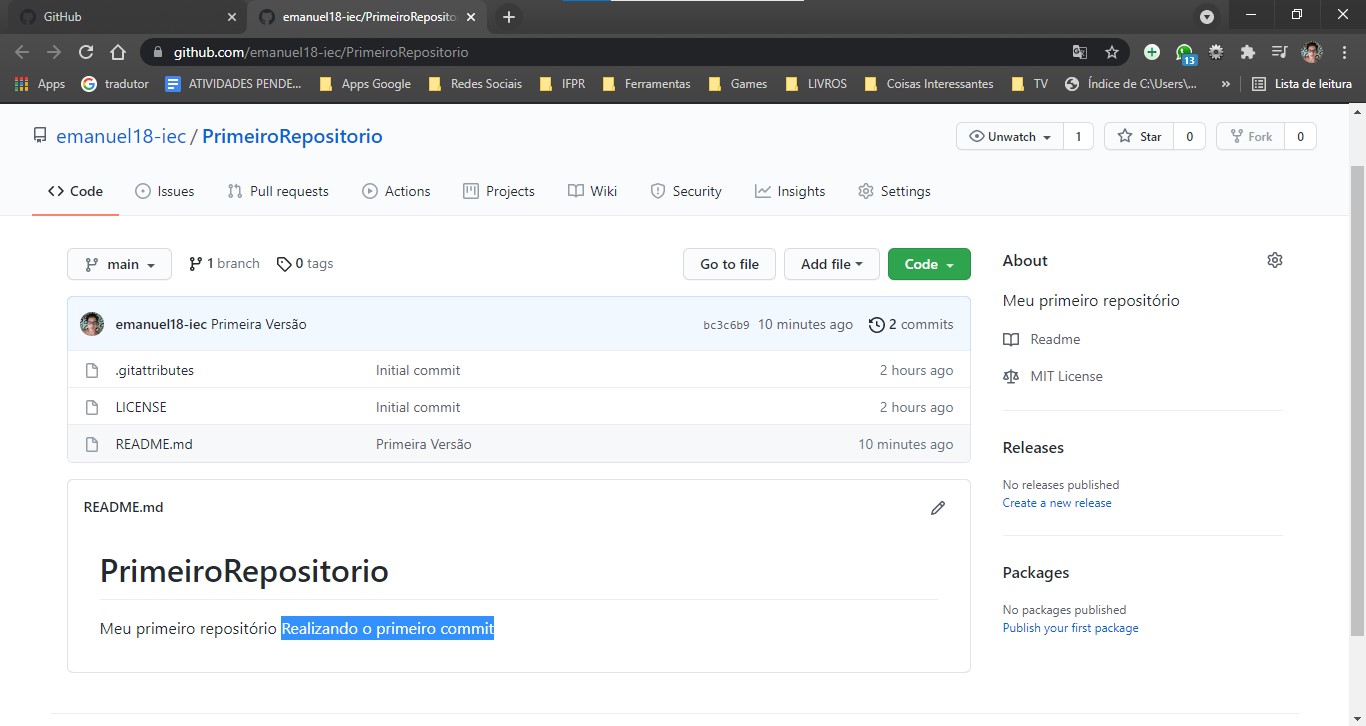 GitHub
emanuel18-iec/PrimeiroReposito
github.com/emanuel18-iec/PrimeiroRepositorio
13
Apps
tradutor
ATIVIDADES PENDE...
Apps Google
Redes Sociais
IFPR
Ferramentas
Games
LIVROS
Coisas Interessantes
TV
Índice de C:\Users\...
»
Lista de leitura
emanuel18-iec / PrimeiroRepositorio
Unwatch 1
Star 0
Fork 0
<> Code
Issues
Pull requests
Actions
Projects
Wiki
Security
Insights
Settings
main
1 branch
0 tags
Go to file
Add file
Code
emanuel18-iec Primeira Versão bc3c6b9 10 minutes ago 2 commits
.gitattributes Initial commit 2 hours ago
LICENSE Initial commit 2 hours ago
README.md Primeira Versão 10 minutes ago
README.md
PrimeiroRepositorio
Meu primeiro repositório Realizando o primeiro commit
About
Meu primeiro repositório
Readme
MIT License
Releases
No releases published
Create a new release
Packages
No packages published
Publish your first package